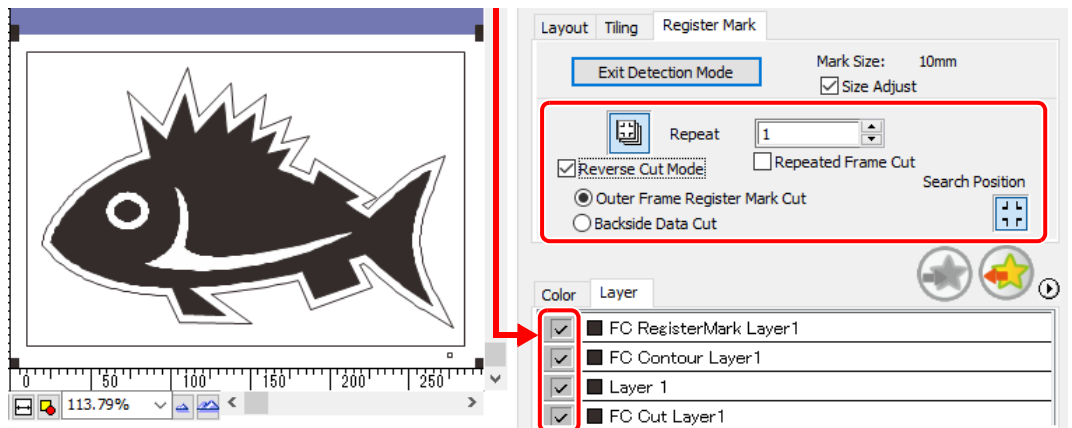 Layout Tiling Register Mark
Exit Detection Mode
Mark Size: 10mm
Size Adjust
Repeat 1
Reverse Cut Mode
Repeated Frame Cut
Search Position
Outer Frame Register Mark Cut
Backside Data Cut
Color Layer
FC RegisterMark Layer1
FC Contour Layer1
Layer 1
FC Cut Layer1
0 50 100 150 200 250
113.79%